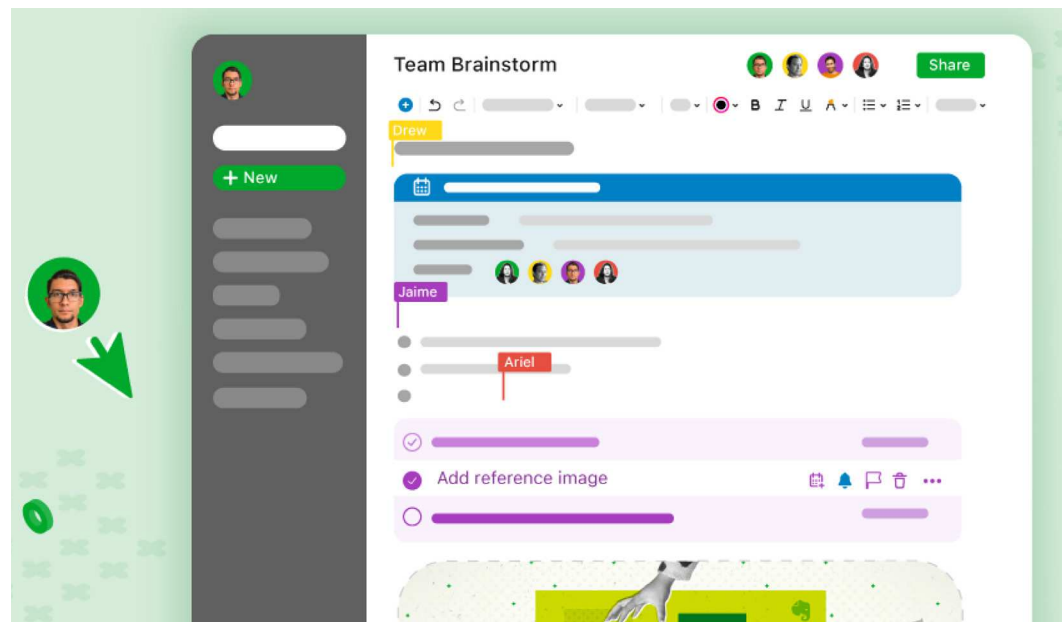 Team Brainstorm
Share
B I U A
Drew
+ New
Jaime
Ariel
Add reference image